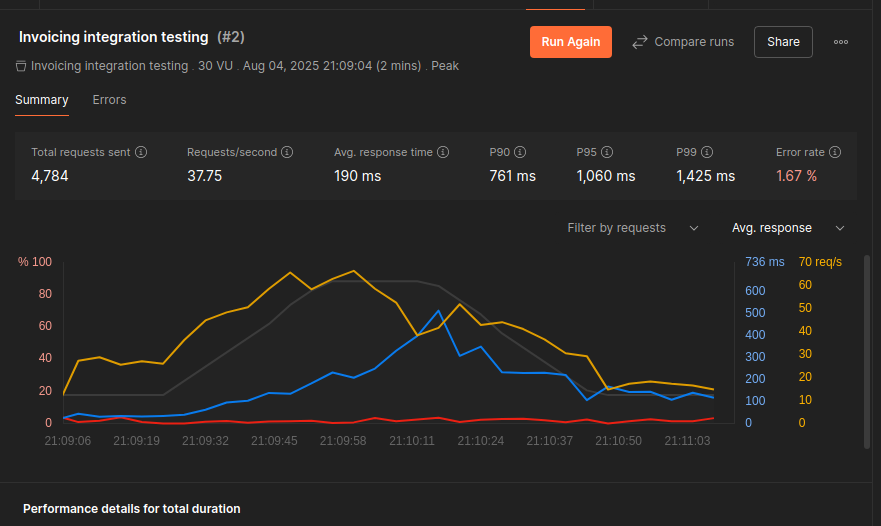 Invoicing integration testing (#2)
Run Again
Compare runs
Share
Invoicing integration testing . 30 VU . Aug 04, 2025 21:09:04 (2 mins) . Peak
Summary
Errors
Total requests sent
Requests/second
Avg. response time
P90
P95
P99
Error rate
4,784
37.75
190 ms
761 ms
1,060 ms
1,425 ms
1.67 %
Filter by requests
Avg. response
% 100
80
60
40
20
0
736 ms
600
500
400
300
200
100
0
70 req/s
60
50
40
30
20
10
0
21:09:06
21:09:19
21:09:32
21:09:45
21:09:58
21:10:11
21:10:24
21:10:37
21:10:50
21:11:03
Performance details for total duration